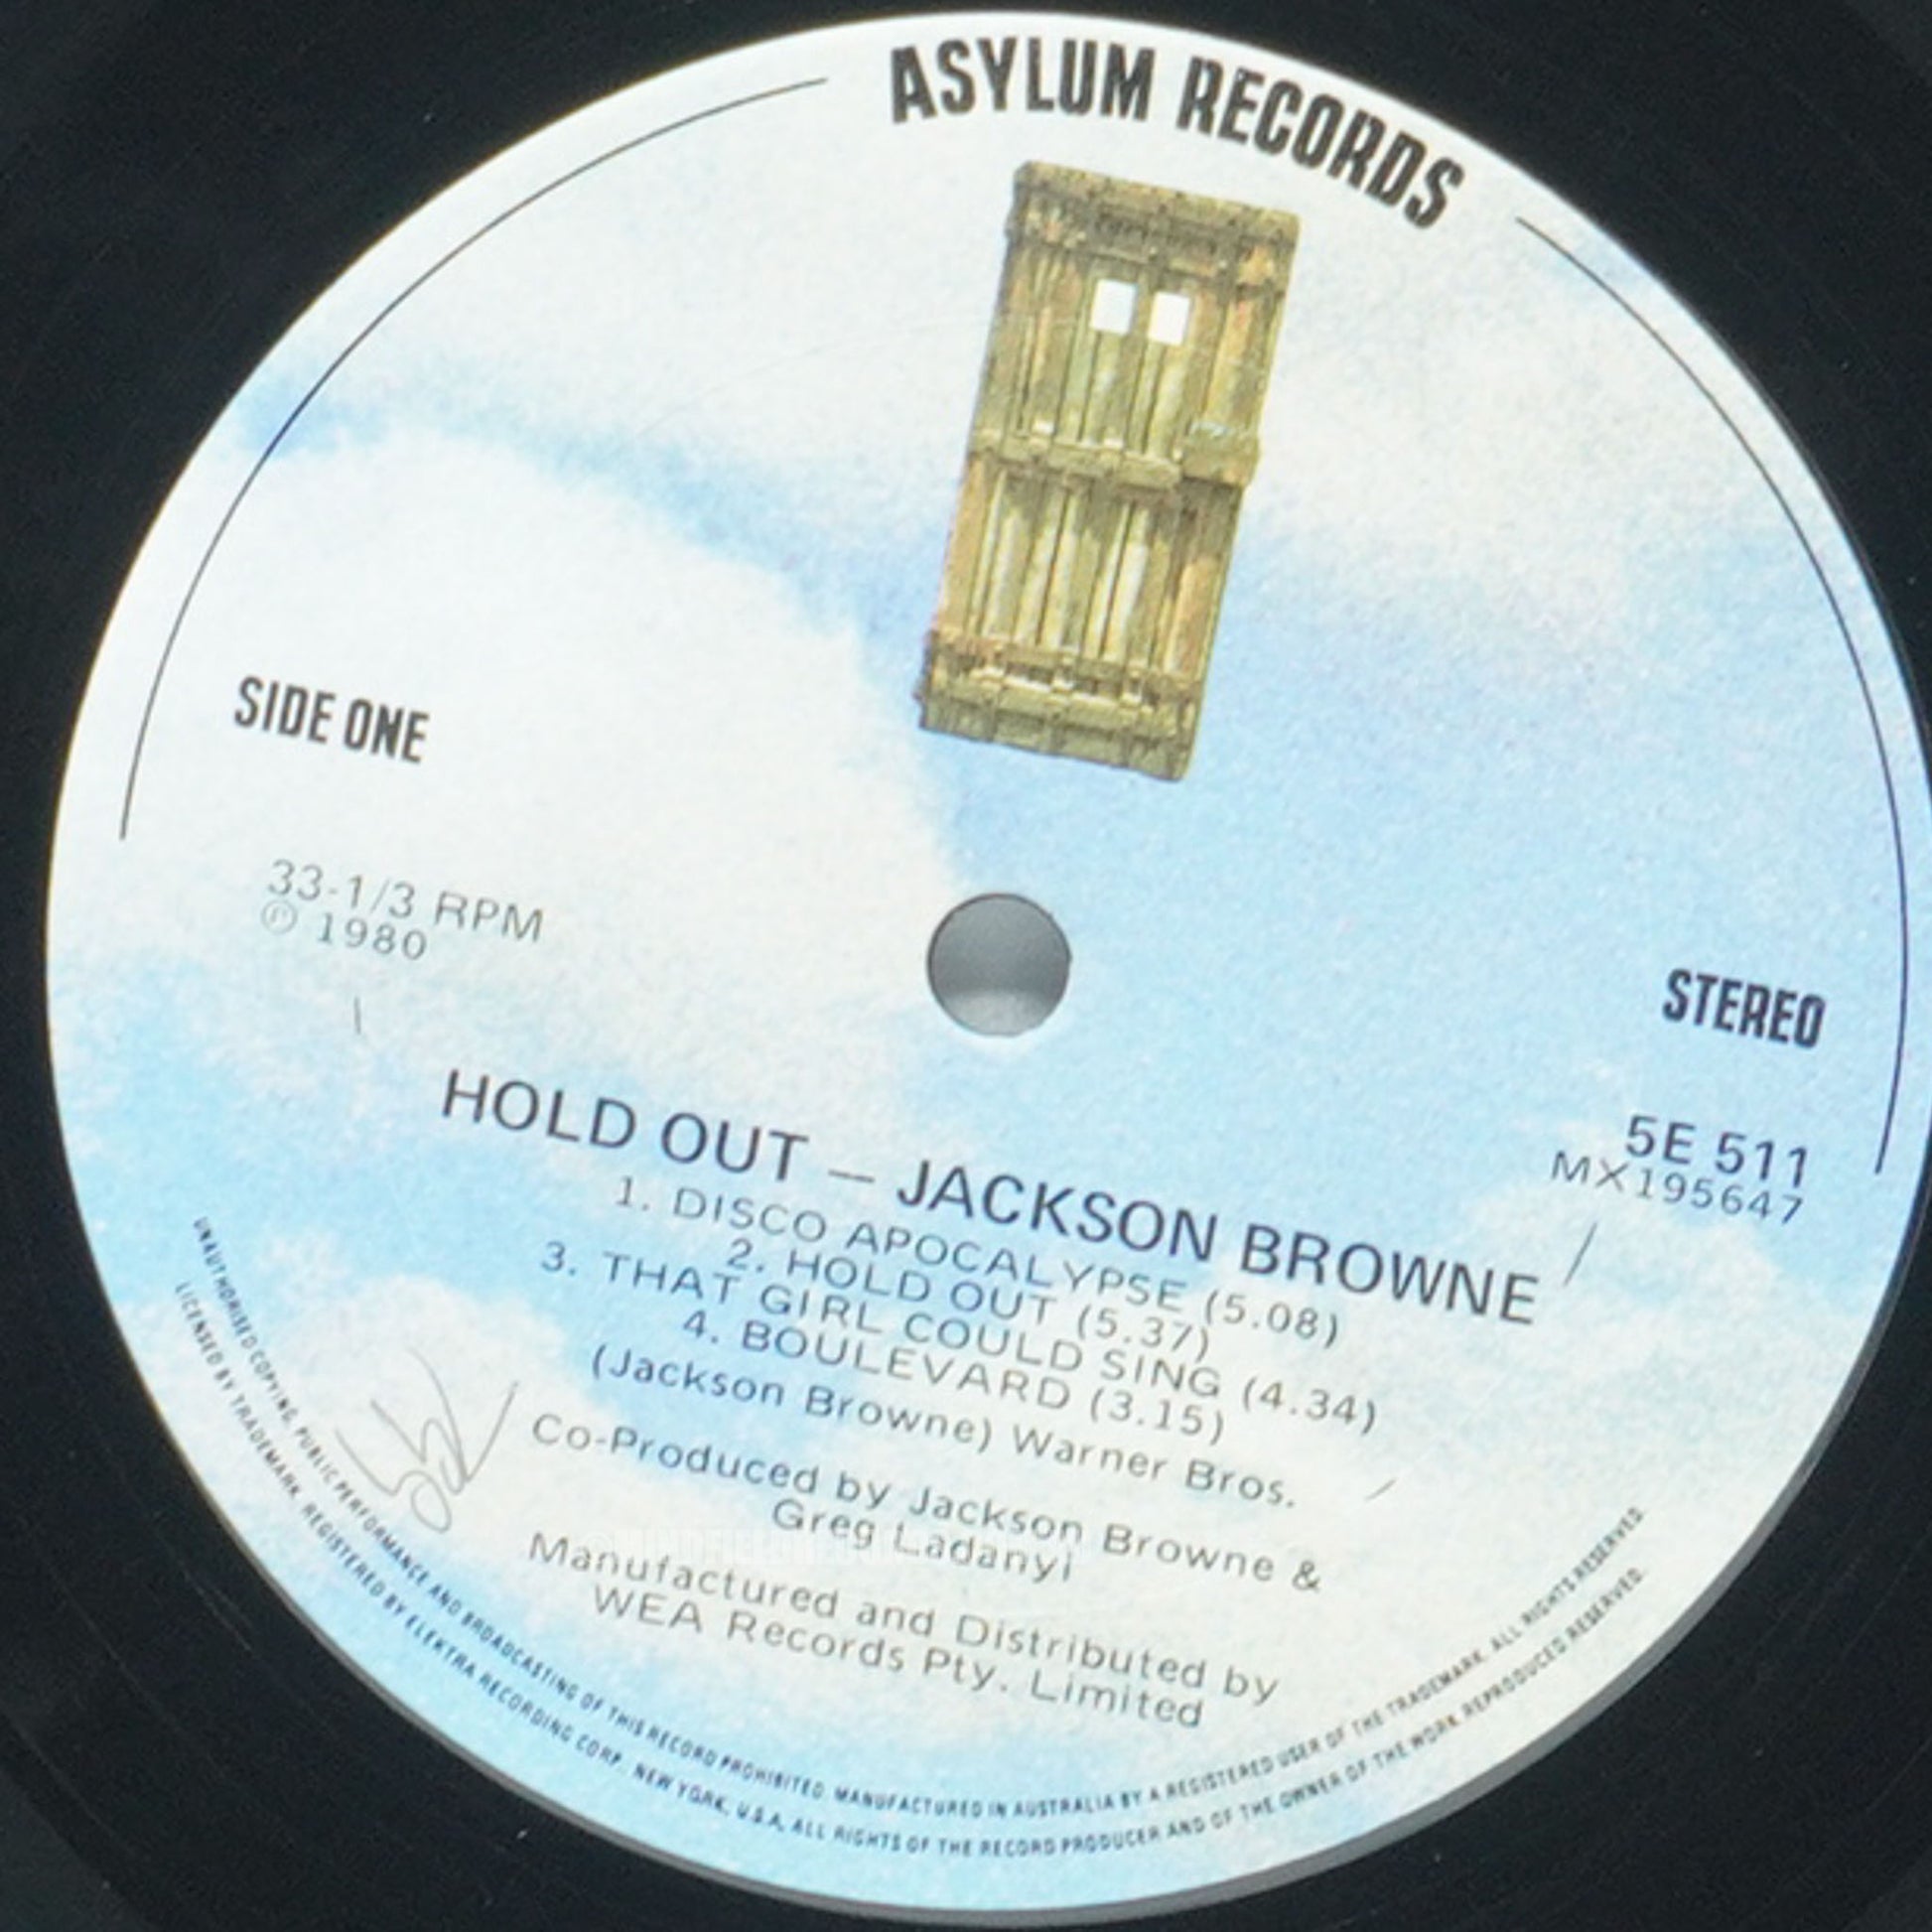 ASYLUM RECORDS
SIDE ONE
33-1/3 RPM
℗ 1980
STEREO
5E 511
MX195647
HOLD OUT — JACKSON BROWNE
1. DISCO APOCALYPSE (5.08)
2. HOLD OUT (5.37)
3. THAT GIRL COULD SING (4.34)
4. BOULEVARD (3.15)
(Jackson Browne) Warner Bros.
Co-Produced by Jackson Browne &
Greg Ladanyi
Manufactured and Distributed by
WEA Records Pty. Limited
UNAUTHORISED COPYING, PUBLIC PERFORMANCE AND BROADCASTING OF THIS RECORD PROHIBITED. MANUFACTURED IN AUSTRALIA BY A REGISTERED USER OF THE TRADEMARK. ALL RIGHTS RESERVED
LICENSED BY TRADEMARK. REGISTERED BY ELEKTRA RECORDING CORP. NEW YORK, U.S.A. ALL RIGHTS OF THE RECORD PRODUCER AND OF THE OWNER OF THE WORK REPRODUCED RESERVED.